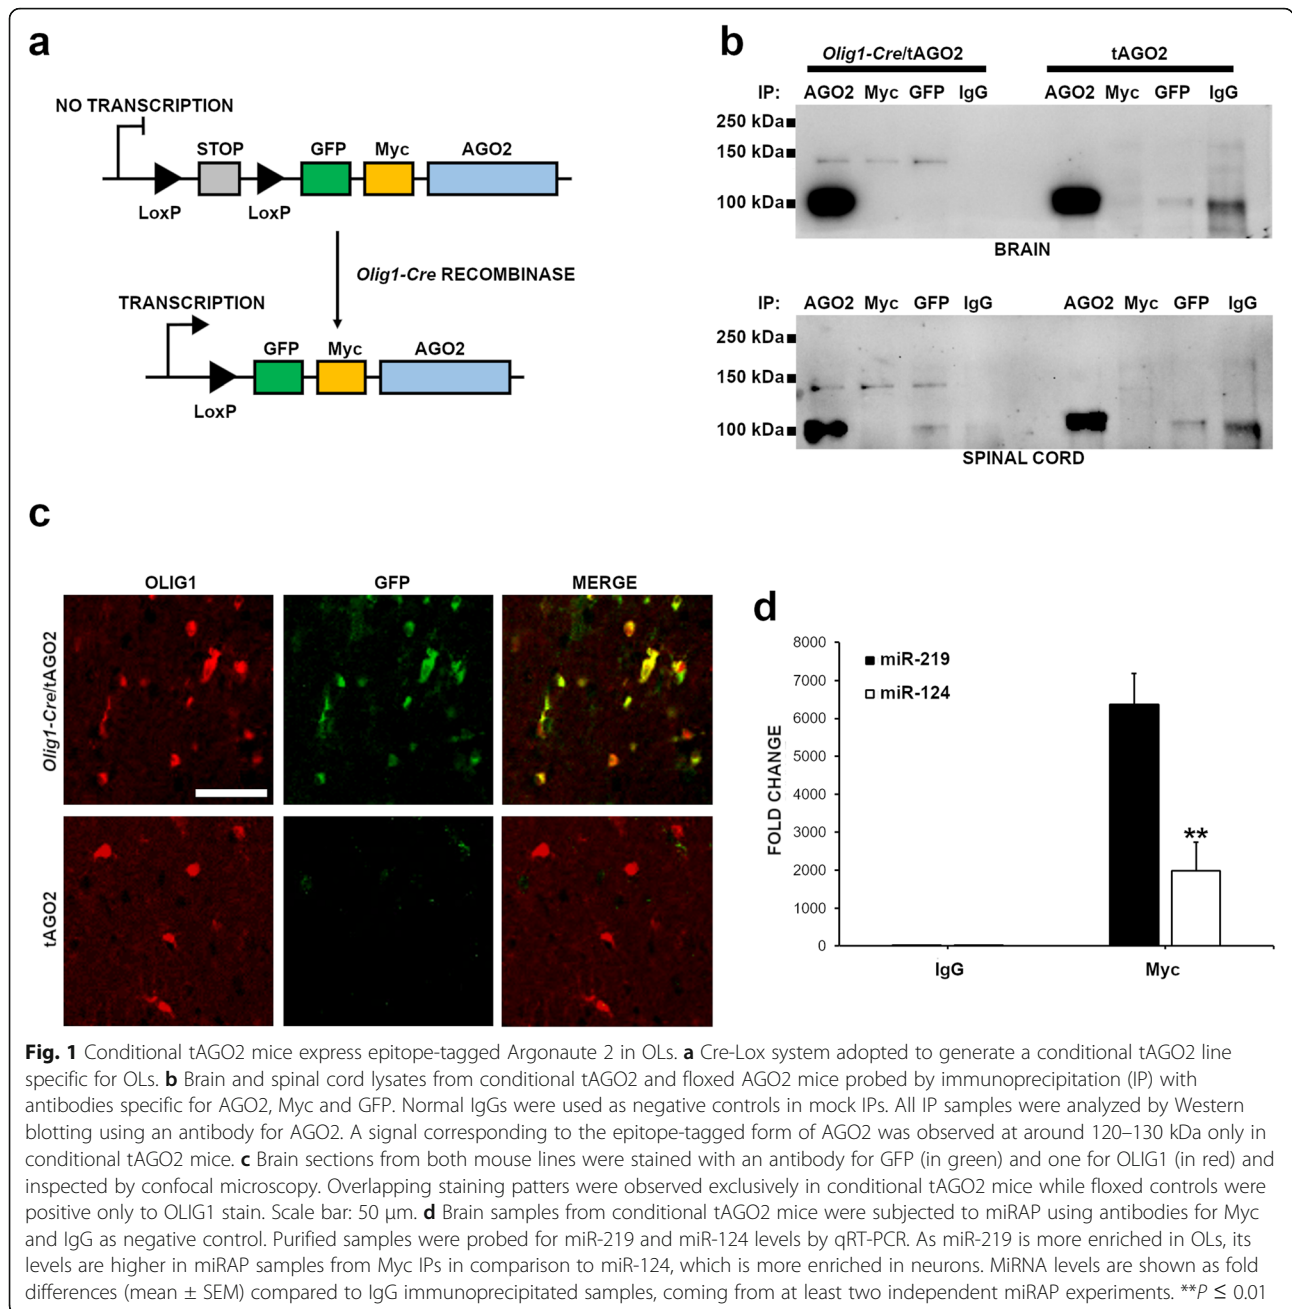 a
NO TRANSCRIPTION
STOP
GFP
Myc
AGO2
LoxP
LoxP
Olig1-Cre RECOMBINASE
TRANSCRIPTION
GFP
Myc
AGO2
LoxP
b
Olig1-Cre/tAGO2
tAGO2
IP: AGO2 Myc GFP IgG AGO2 Myc GFP IgG
250 kDa
150 kDa
100 kDa
BRAIN
IP: AGO2 Myc GFP IgG AGO2 Myc GFP IgG
250 kDa
150 kDa
100 kDa
SPINAL CORD
c
OLIG1 GFP MERGE
Olig1-Cre/tAGO2
tAGO2
d
FOLD CHANGE
8000
7000
6000
5000
4000
3000
2000
1000
0
miR-219
miR-124
**
IgG Myc
Fig. 1 Conditional tAGO2 mice express epitope-tagged Argonaute 2 in OLs. a Cre-Lox system adopted to generate a conditional tAGO2 line
specific for OLs. b Brain and spinal cord lysates from conditional tAGO2 and floxed AGO2 mice probed by immunoprecipitation (IP) with
antibodies specific for AGO2, Myc and GFP. Normal IgGs were used as negative controls in mock IPs. All IP samples were analyzed by Western
blotting using an antibody for AGO2. A signal corresponding to the epitope-tagged form of AGO2 was observed at around 120–130 kDa only in
conditional tAGO2 mice. c Brain sections from both mouse lines were stained with an antibody for GFP (in green) and one for OLIG1 (in red) and
inspected by confocal microscopy. Overlapping staining patters were observed exclusively in conditional tAGO2 mice while floxed controls were
positive only to OLIG1 stain. Scale bar: 50 μm. d Brain samples from conditional tAGO2 mice were subjected to miRAP using antibodies for Myc
and IgG as negative control. Purified samples were probed for miR-219 and miR-124 levels by qRT-PCR. As miR-219 is more enriched in OLs, its
levels are higher in miRAP samples from Myc IPs in comparison to miR-124, which is more enriched in neurons. MiRNA levels are shown as fold
differences (mean ± SEM) compared to IgG immunoprecipitated samples, coming from at least two independent miRAP experiments. **P ≤ 0.01